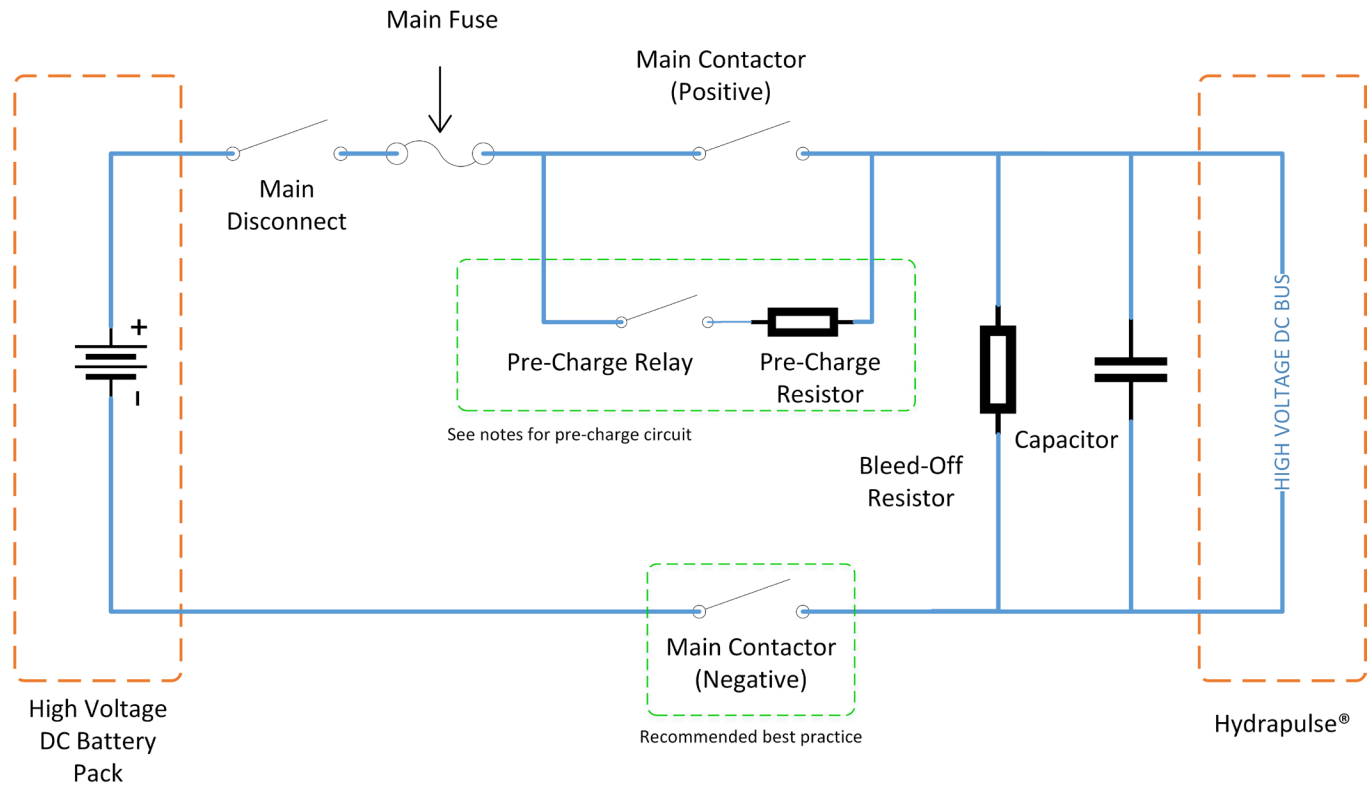 Main Fuse
Main Contactor
(Positive)
Main
Disconnect
+
-
Pre-Charge Relay
Pre-Charge
Resistor
See notes for pre-charge circuit
Bleed-Off
Resistor
Capacitor
HIGH VOLTAGE DC BUS
Main Contactor
(Negative)
Recommended best practice
High Voltage
DC Battery
Pack
Hydrapulse®